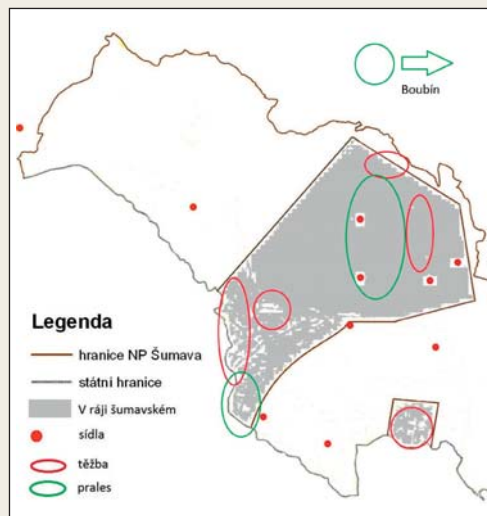 Boubín
Legenda
hranice NP Šumava
státní hranice
V ráji šumavském
sídla
těžba
prales